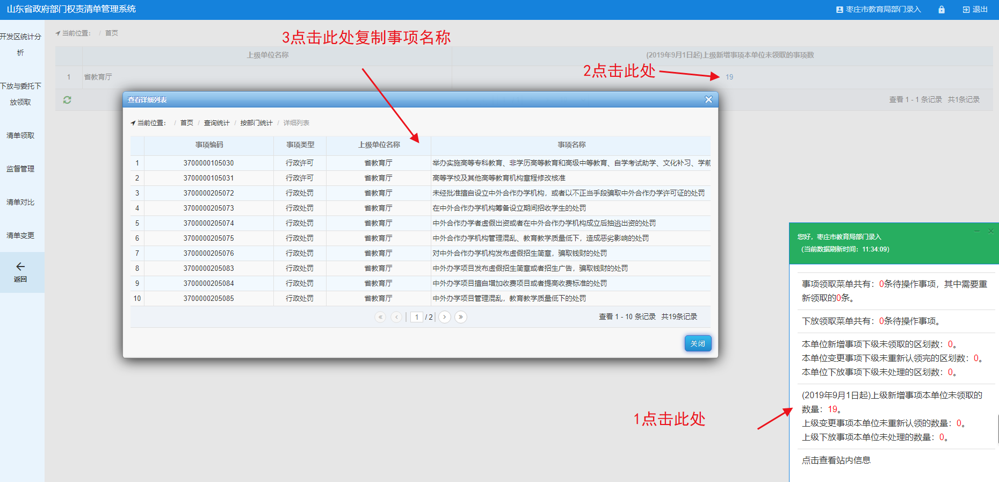 山东省政府部门权责清单管理系统
枣庄市教育局部门录入
退出
开发区统计分
析
下放与委托下
放领取
清单领取
监督管理
清单对比
清单变更
返回
当前位置： / 首页
3点击此处复制事项名称
上级单位名称 (2019年9月1日起)上级新增事项本单位未领取的事项数
2点击此处
1 省教育厅 19
查看 1 - 1 条记录 共1条记录
查看详细列表
当前位置： / 首页 / 查询统计 / 按部门统计 / 详细列表
事项编码 事项类型 上级单位名称 事项名称
1 3700000105030 行政许可 省教育厅 举办实施高等专科教育、非学历高等教育和高级中等教育、自学考试助学、文化补习、学前
2 3700000105031 行政许可 省教育厅 高等学校及其他高等教育机构章程修改核准
3 3700000205072 行政处罚 省教育厅 未经批准擅自设立中外合作办学机构，或者以不正当手段骗取中外合作办学许可证的处罚
4 3700000205073 行政处罚 省教育厅 在中外合作办学机构筹备设立期间招收学生的处罚
5 3700000205074 行政处罚 省教育厅 中外合作办学者虚假出资或者在中外合作办学机构成立后抽逃出资的处罚
6 3700000205075 行政处罚 省教育厅 中外合作办学机构管理混乱、教育教学质量低下，造成恶劣影响的处罚
7 3700000205076 行政处罚 省教育厅 对中外合作办学机构发布虚假招生简章，骗取钱财的处罚
8 3700000205083 行政处罚 省教育厅 中外办学项目发布虚假招生简章或者招生广告，骗取钱财的处罚
9 3700000205084 行政处罚 省教育厅 中外办学项目擅自增加收费项目或者提高收费标准的处罚
10 3700000205085 行政处罚 省教育厅 中外办学项目管理混乱，教育教学质量低下的处罚
« ‹ 1 / 2 › » 查看 1 - 10 条记录 共19条记录
关闭
您好，枣庄市教育局部门录入
(当前数据刷新时间：11:34:09)
事项领取菜单共有：0条待操作事项，其中需要重
新领取的0条。
下放领取菜单共有：0条待操作事项。
本单位新增事项下级未领取的区划数：0。
本单位变更事项下级未重新认领完的区划数：0。
本单位下放事项下级未处理的区划数：0。
(2019年9月1日起)上级新增事项本单位未领取的
数量：19。
上级变更事项本单位未重新认领的数量：0。
上级下放事项本单位未处理的数量：0。
点击查看站内信息
1点击此处